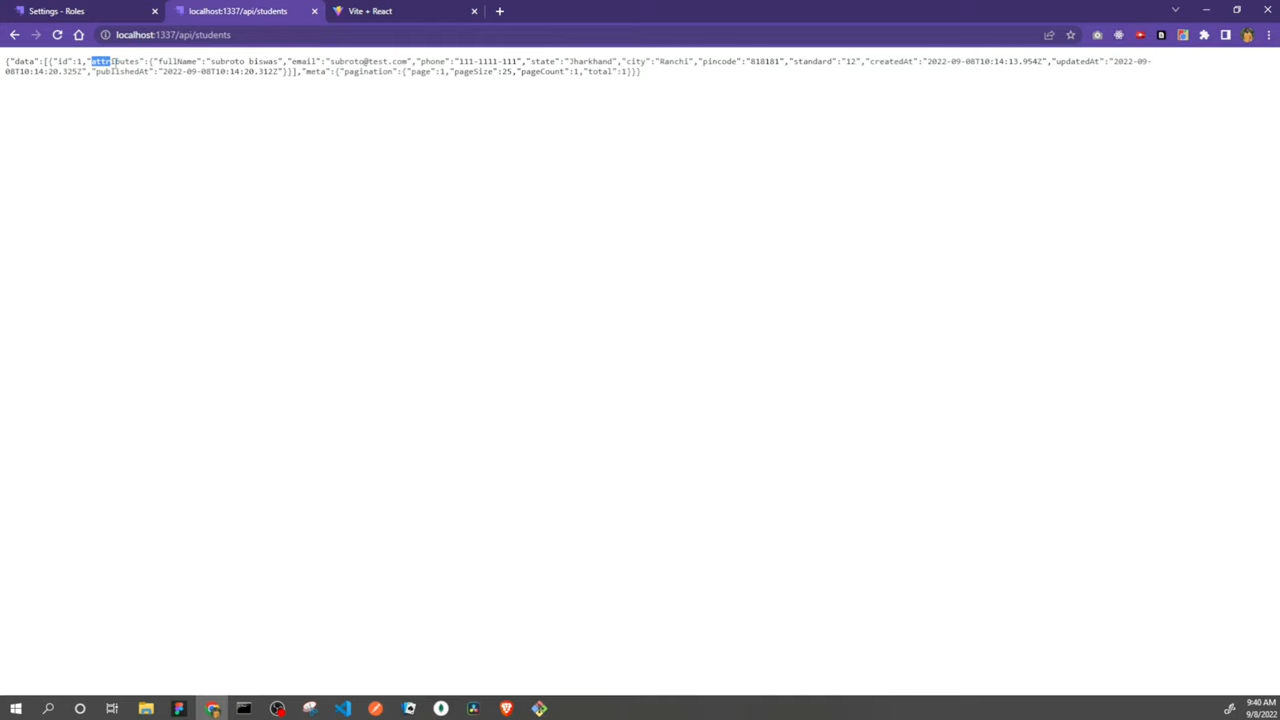 Settings - Roles
localhost:1337/api/students
Vite + React
localhost:1337/api/students
{"data":[{"id":1,"attributes":{"fullName":"subroto biswas","email":"subroto@test.com","phone":"111-1111-111","state":"Jharkhand","city":"Ranchi","pincode":"818181","standard":"12","createdAt":"2022-09-08T10:14:13.954Z","updatedAt":"2022-09-
08T10:14:20.325Z","publishedAt":"2022-09-08T10:14:20.312Z"}}],"meta":{"pagination":{"page":1,"pageSize":25,"pageCount":1,"total":1}}}
9:40 AM
9/8/2022